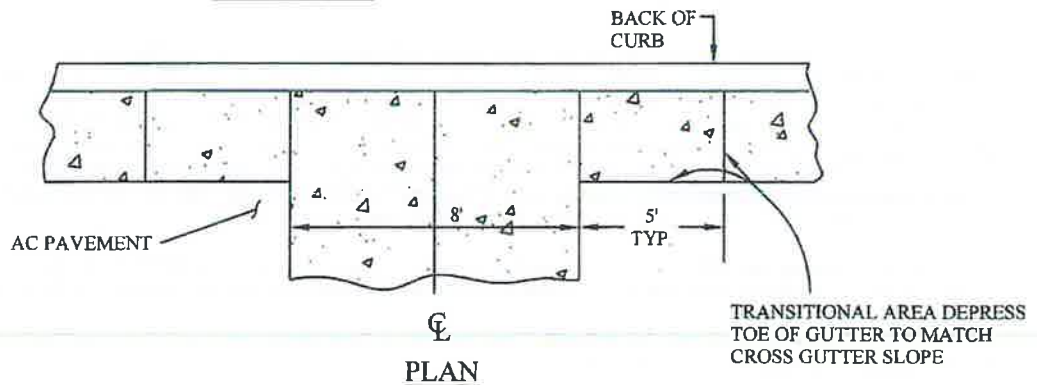 BACK OF
CURB
8'
5'
TYP
AC PAVEMENT
TRANSITIONAL AREA DEPRESS
TOE OF GUTTER TO MATCH
CROSS GUTTER SLOPE
℄
PLAN